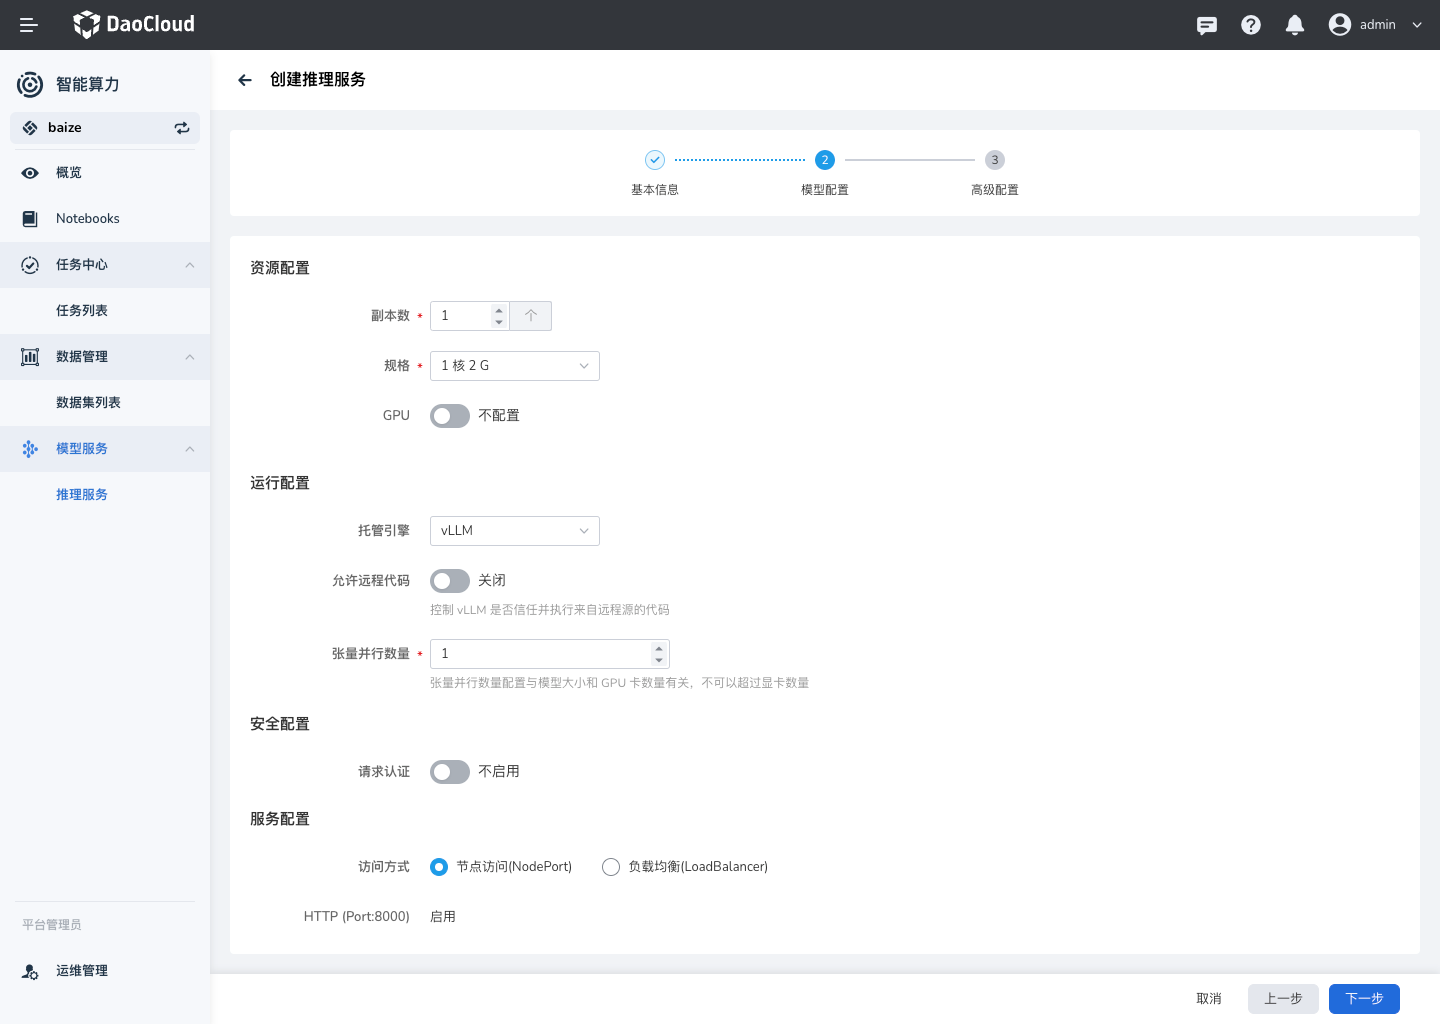 DaoCloud
admin
智能算力
baize
概览
Notebooks
任务中心
任务列表
数据管理
数据集列表
模型服务
推理服务
平台管理员
运维管理
创建推理服务
2
3
基本信息
模型配置
高级配置
资源配置
副本数 * 1 个
规格 * 1 核 2 G
GPU 不配置
运行配置
托管引擎 vLLM
允许远程代码 关闭
控制 vLLM 是否信任并执行来自远程源的代码
张量并行数量 * 1
张量并行数量配置与模型大小和 GPU 卡数量有关，不可以超过显卡数量
安全配置
请求认证 不启用
服务配置
访问方式 节点访问(NodePort) 负载均衡(LoadBalancer)
HTTP (Port:8000) 启用
取消 上一步 下一步